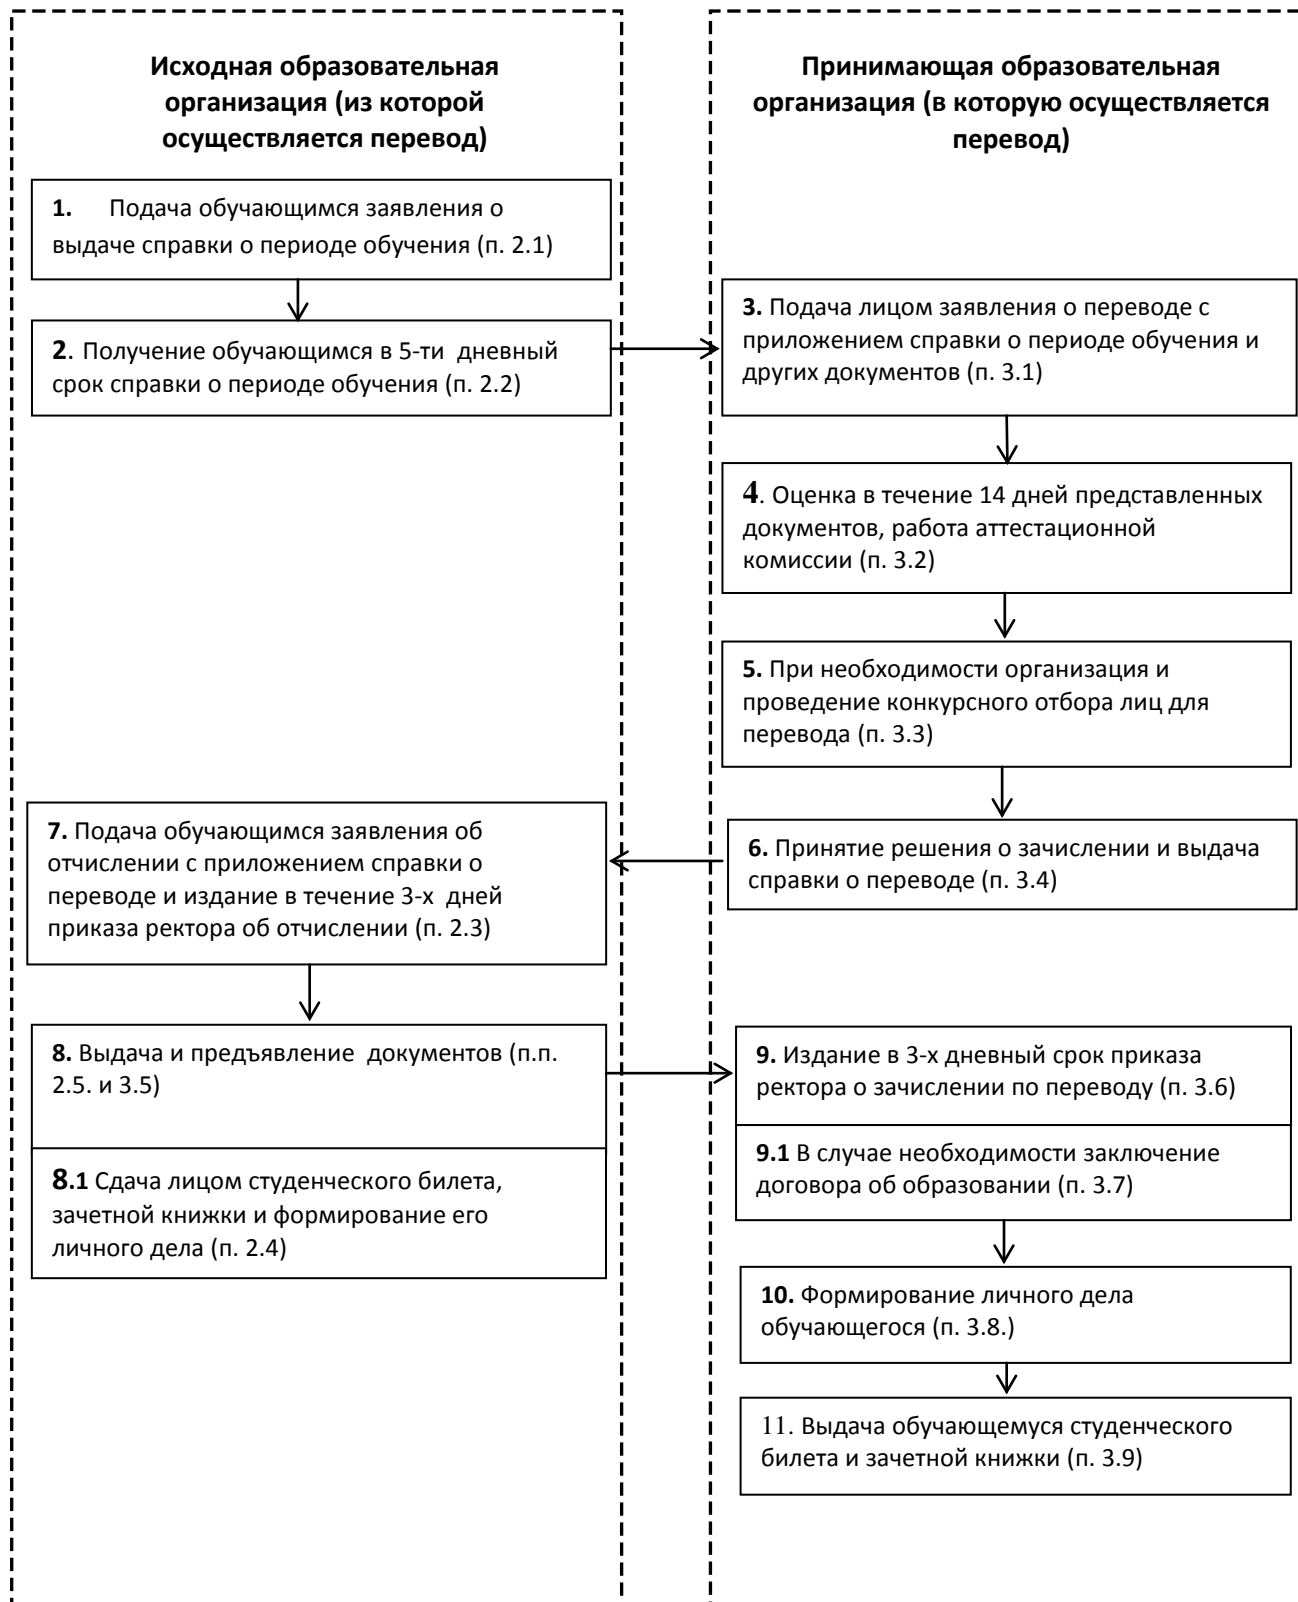 Исходная образовательная
организация (из которой
осуществляется перевод)
Принимающая образовательная
организация (в которую осуществляется
перевод)
1. Подача обучающимся заявления о
выдаче справки о периоде обучения (п. 2.1)
2. Получение обучающимся в 5-ти дневный
срок справки о периоде обучения (п. 2.2)
3. Подача лицом заявления о переводе с
приложением справки о периоде обучения и
других документов (п. 3.1)
4. Оценка в течение 14 дней представленных
документов, работа аттестационной
комиссии (п. 3.2)
5. При необходимости организация и
проведение конкурсного отбора лиц для
перевода (п. 3.3)
6. Принятие решения о зачислении и выдача
справки о переводе (п. 3.4)
7. Подача обучающимся заявления об
отчислении с приложением справки о
переводе и издание в течение 3-х дней
приказа ректора об отчислении (п. 2.3)
8. Выдача и предъявление документов (п.п.
2.5. и 3.5)
8.1 Сдача лицом студенческого билета,
зачетной книжки и формирование его
личного дела (п. 2.4)
9. Издание в 3-х дневный срок приказа
ректора о зачислении по переводу (п. 3.6)
9.1 В случае необходимости заключение
договора об образовании (п. 3.7)
10. Формирование личного дела
обучающегося (п. 3.8.)
11. Выдача обучающемуся студенческого
билета и зачетной книжки (п. 3.9)